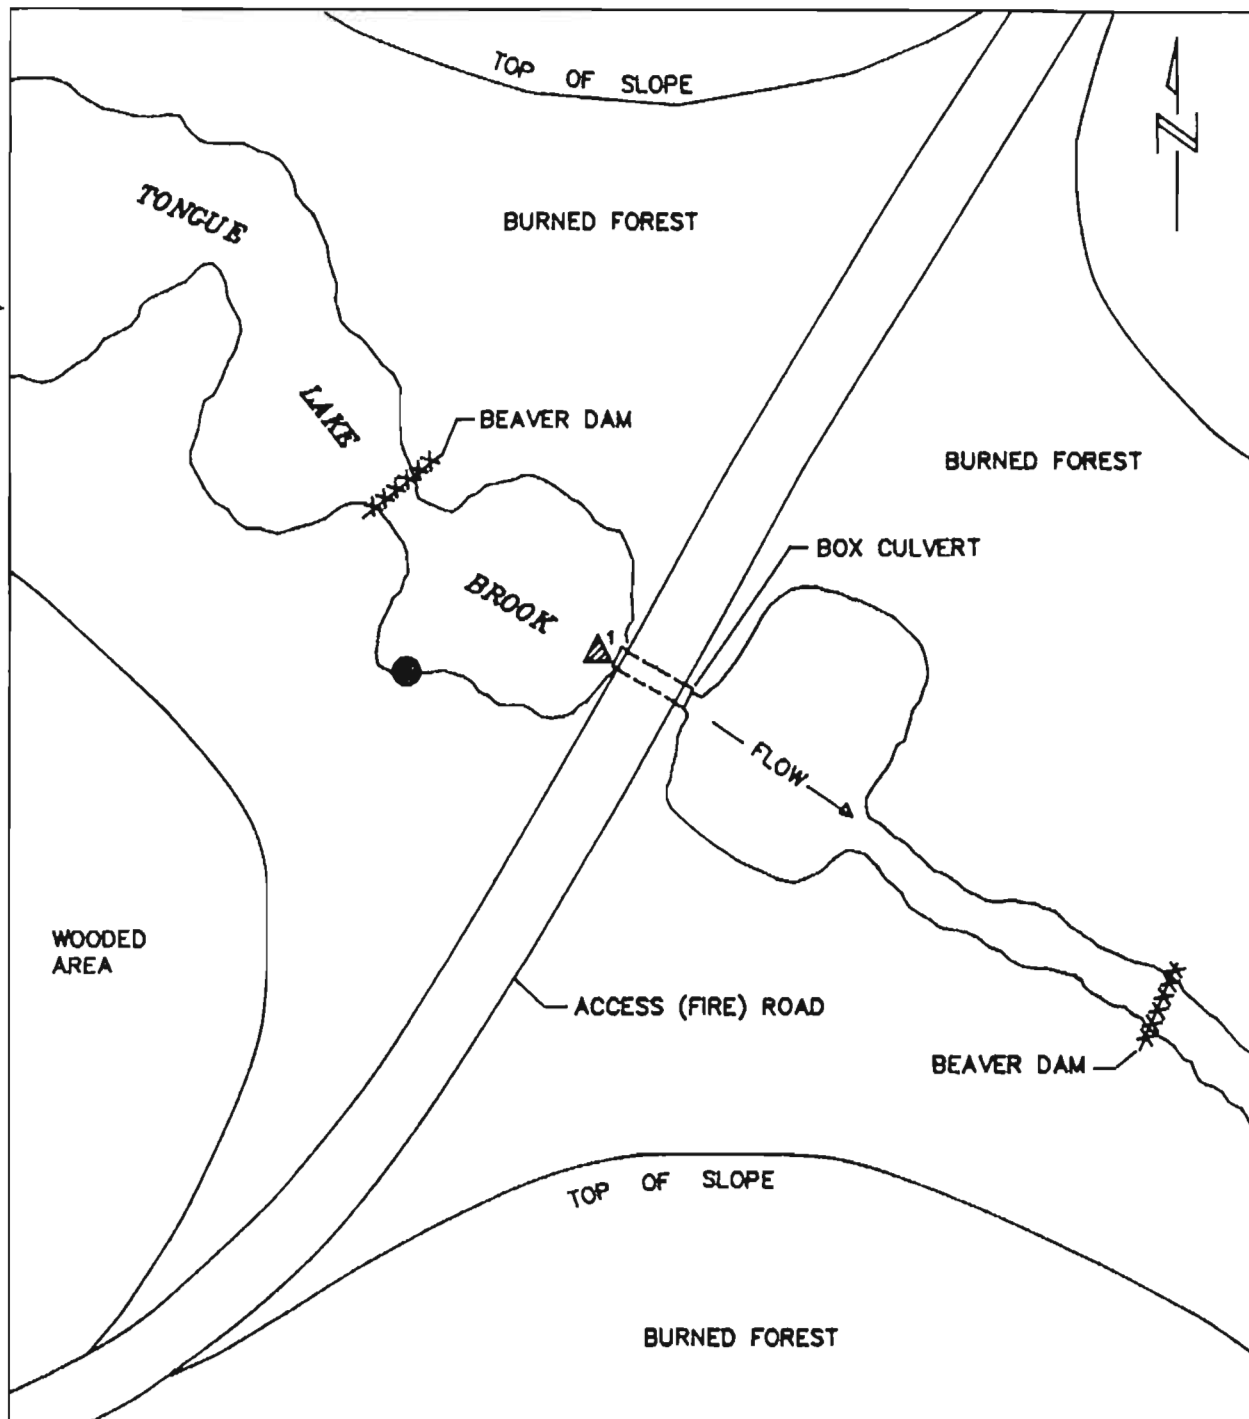 TOP OF SLOPE
N
TONGUE
BURNED FOREST
LAKE
BEAVER DAM
BURNED FOREST
BOX CULVERT
BROOK
1
FLOW
WOODED
AREA
ACCESS (FIRE) ROAD
BEAVER DAM
TOP OF SLOPE
BURNED FOREST